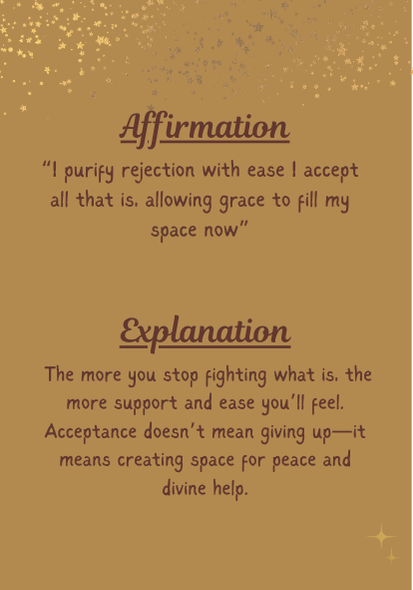 Affirmation
“I purify rejection with ease I accept
all that is, allowing grace to fill my
space now”
Explanation
The more you stop fighting what is, the
more support and ease you’ll feel.
Acceptance doesn’t mean giving up—it
means creating space for peace and
divine help.